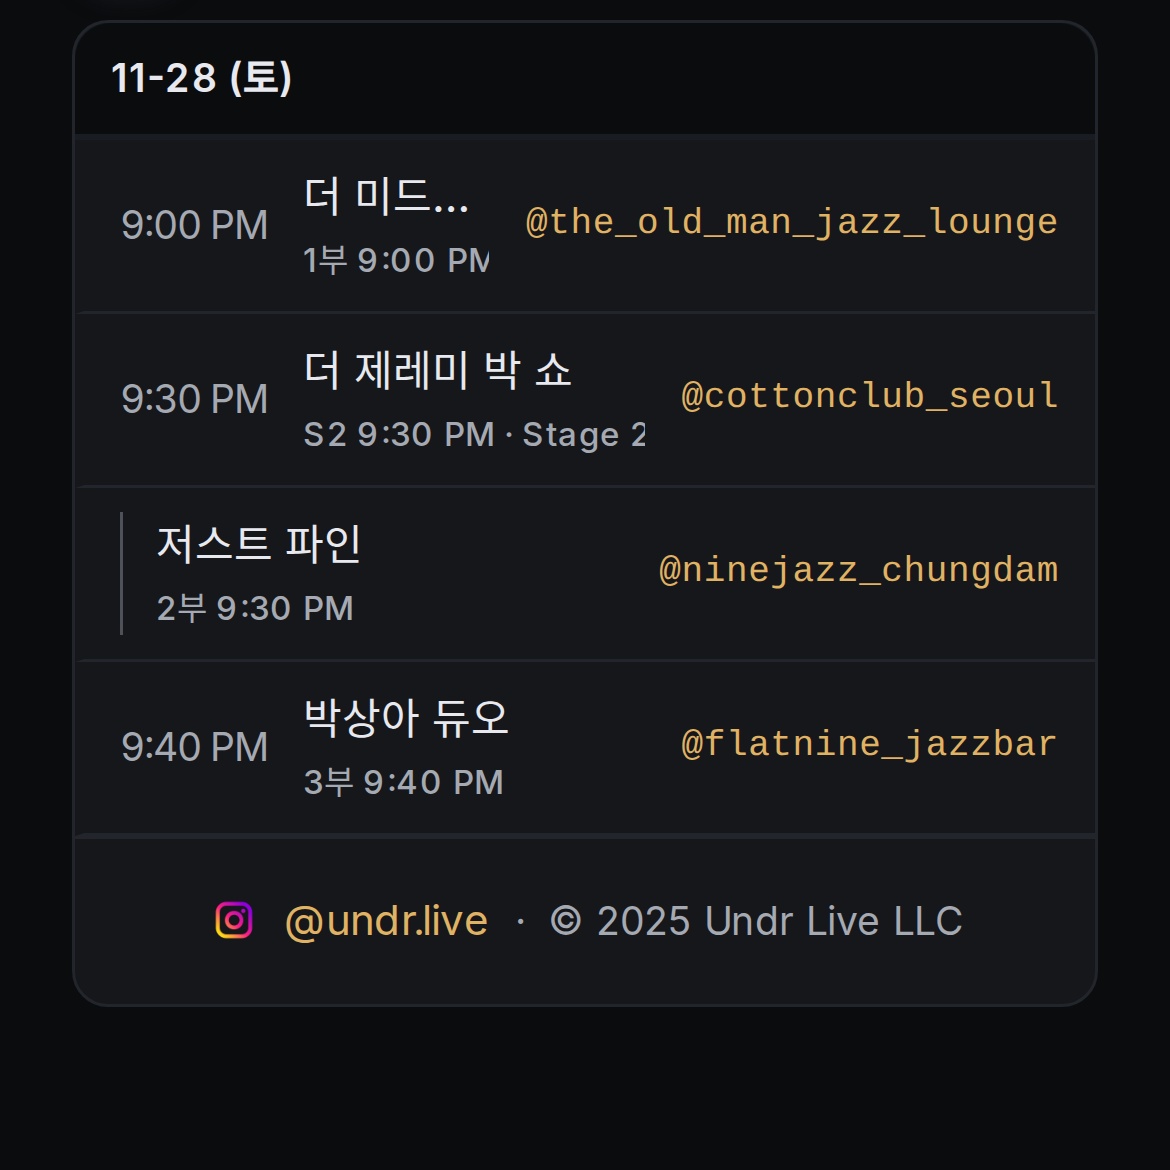 11-28 (토)
9:00 PM
더 미드...
1부 9:00 PM
@the_old_man_jazz_lounge
9:30 PM
더 제레미 박 쇼
S2 9:30 PM · Stage 2
@cottonclub_seoul
저스트 파인
2부 9:30 PM
@ninejazz_chungdam
9:40 PM
박상아 듀오
3부 9:40 PM
@flatnine_jazzbar
@undr.live · © 2025 Undr Live LLC